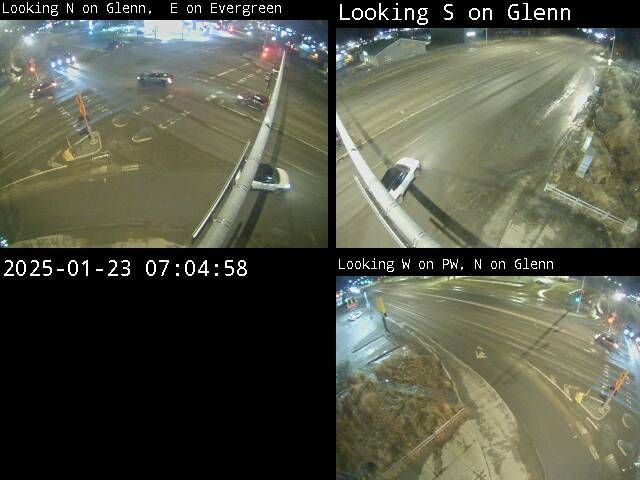 Looking N on Glenn,  E on Evergreen
Looking S on Glenn
2025-01-23 07:04:58
Looking W on PW, N on Glenn